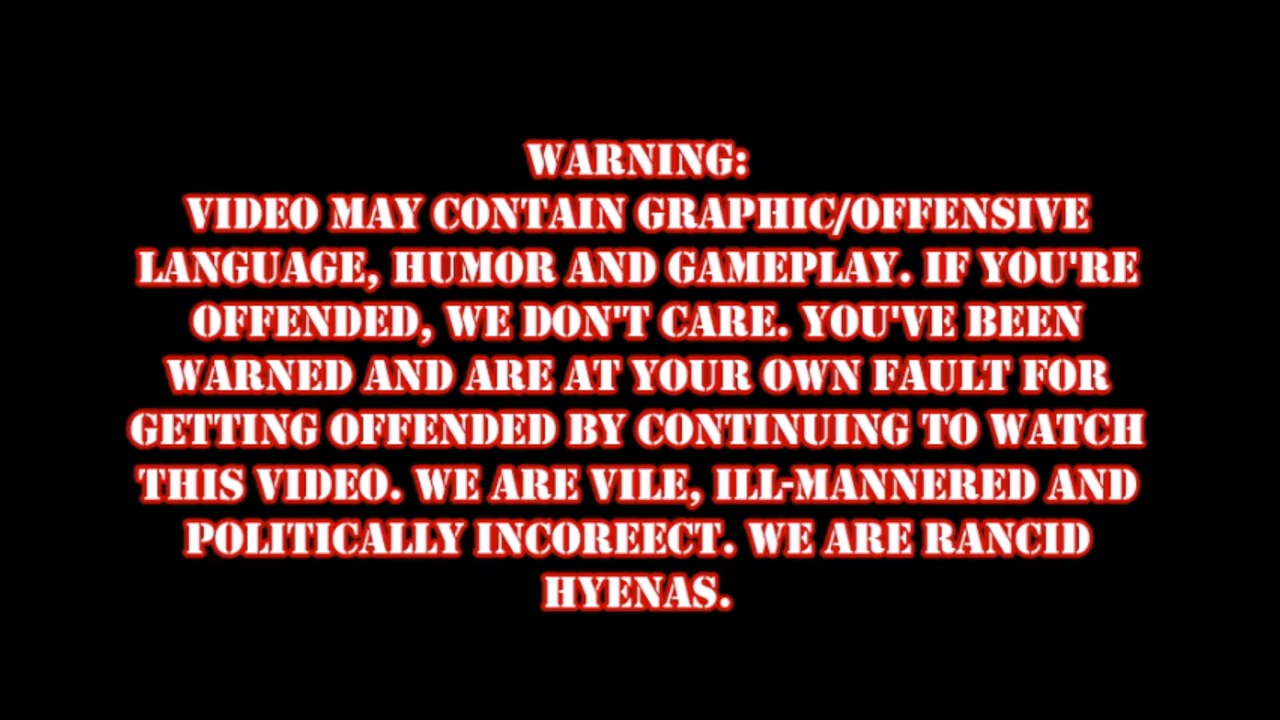 WARNING:
VIDEO MAY CONTAIN GRAPHIC/OFFENSIVE
LANGUAGE, HUMOR AND GAMEPLAY. IF YOU'RE
OFFENDED, WE DON'T CARE. YOU'VE BEEN
WARNED AND ARE AT YOUR OWN FAULT FOR
GETTING OFFENDED BY CONTINUING TO WATCH
THIS VIDEO. WE ARE VILE, ILL-MANNERED AND
POLITICALLY INCOREECT. WE ARE RANCID
HYENAS.